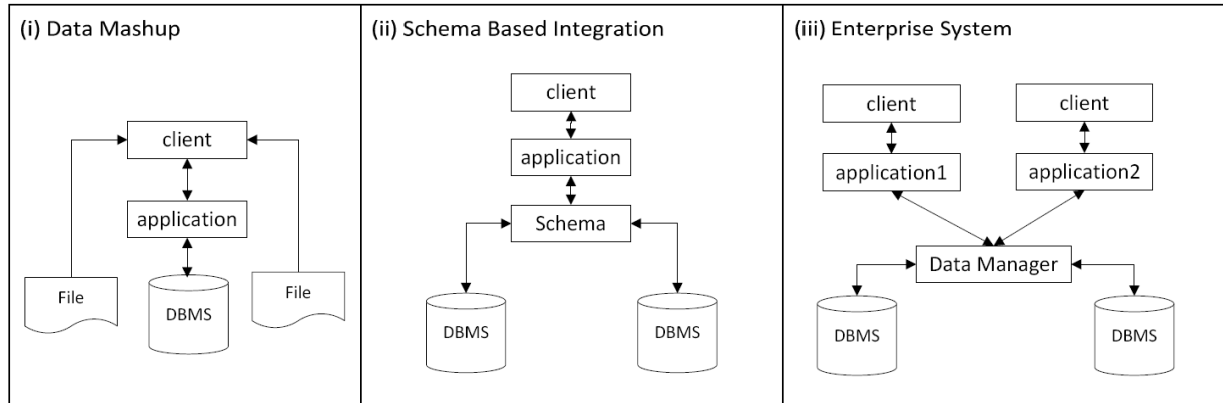 (i) Data Mashup
client
application
File
DBMS
File
(ii) Schema Based Integration
client
application
Schema
DBMS
DBMS
(iii) Enterprise System
client
client
application1
application2
Data Manager
DBMS
DBMS